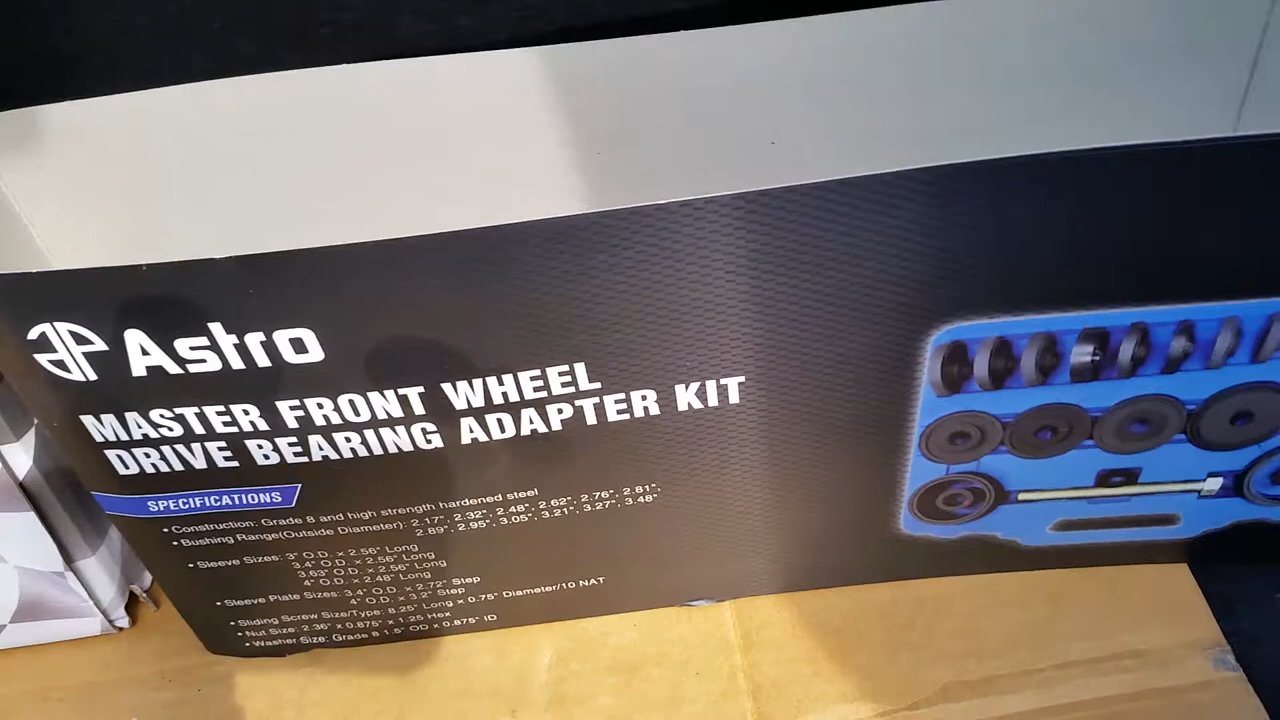 AP Astro
MASTER FRONT WHEEL
DRIVE BEARING ADAPTER KIT
SPECIFICATIONS
• Construction: Grade 8 and high strength hardened steel
• Bushing Range(Outside Diameter): 2.17", 2.32", 2.48", 2.62", 2.76", 2.81",
2.89", 2.95", 3.05", 3.21", 3.27", 3.48"
• Sleeve Sizes: 3" O.D. x 2.56" Long
3.4" O.D. x 2.56" Long
3.63" O.D. x 2.56" Long
4" O.D. x 2.48" Long
• Sleeve Plate Sizes: 3.4" O.D. x 2.72" Step
4" O.D. x 3.2" Step
• Sliding Screw Size/Type: 8.25" Long x 0.75" Diameter/10 NAT
• Nut Size: 2.36" x 0.875" x 1.25 Hex
• Washer Size: Grade 8 1.5" OD x 0.875" ID